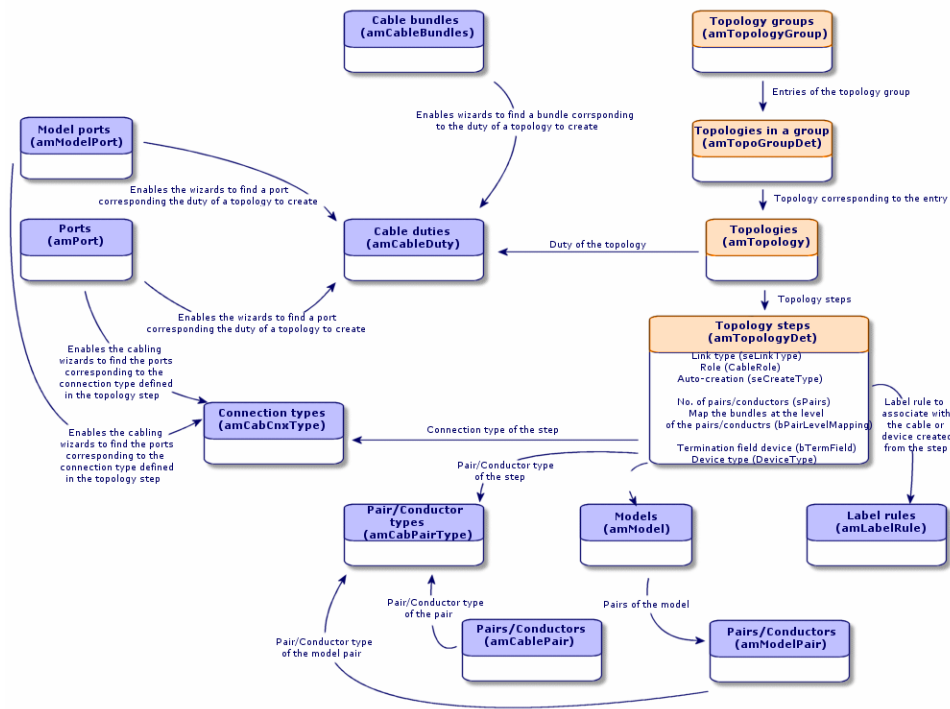 Cable bundles
(amCableBundles)
Topology groups
(amTopologyGroup)
Entries of the topology group
Enables wizards to find a bundle corrsponding
to the duty of a topology to create
Model ports
(amModelPort)
Topologies in a group
(amTopoGroupDet)
Enables the wizards to find a port
corresponding the duty of a topology to create
Topology corresponding to the entry
Ports
(amPort)
Cable duties
(amCableDuty)
Duty of the topology
Topologies
(amTopology)
Topology steps
Enables the wizards to find a port
corresponding the duty of a topology to create
Topology steps
(amTopologyDet)
Link type (seLinkType)
Role (CableRole)
Auto-creation (seCreateType)
No. of pairs/conductors (sPairs)
Map the bundles at the level
of the pairs/conductrs (bPairLevelMapping)
Termination field device (bTermField)
Device type (DeviceType)
Enables the cabling
wizards to find the ports
corresponding to the
connection type defined
in the topology step
Label rule to
associate with
the cable or
device created
from the step
Connection types
(amCabCnxType)
Connection type of the step
Enables the cabling
wizards to find the ports
corresponding to the
connection type defined
in the topology step
Pair/Conductor type
of the step
Pair/Conductor
types
(amCabPairType)
Models
(amModel)
Label rules
(amLabelRule)
Pair/Conductor type
of the pair
Pairs of the model
Pair/Conductor type
of the model pair
Pairs/Conductors
(amCablePair)
Pairs/Conductors
(amModelPair)